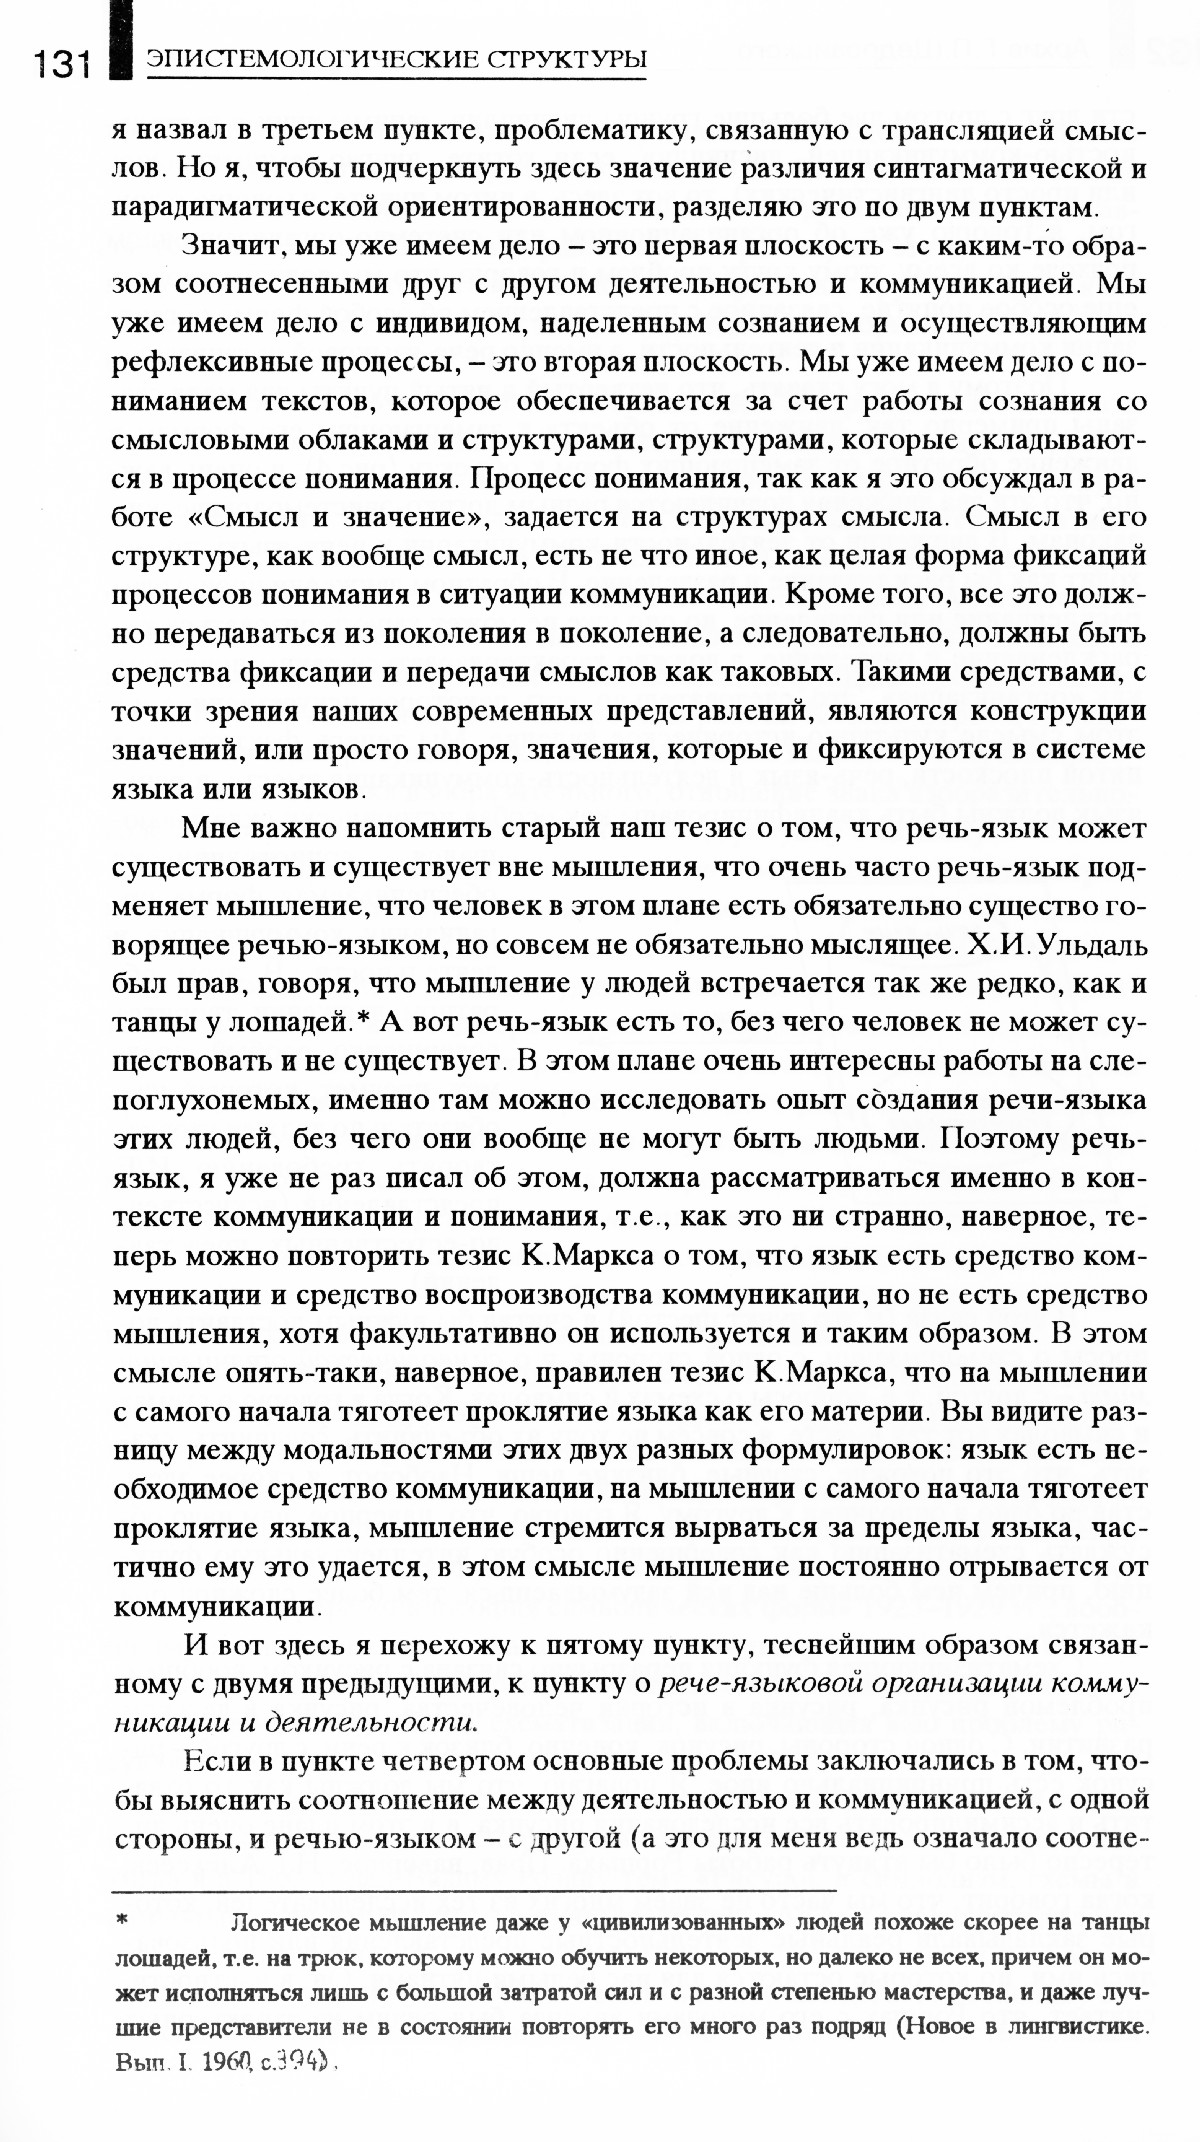 131 ЭПИСТЕМОЛОГИЧЕСКИЕ СТРУКТУРЫ
я назвал в третьем пункте, проблематику, связанную с трансляцией смыс-
лов. Но я, чтобы подчеркнуть здесь значение различия синтагматической и
парадигматической ориентированности, разделяю это по двум пунктам.
Значит, мы уже имеем дело – это первая плоскость – с каким-то обра-
зом соотнесенными друг с другом деятельностью и коммуникацией. Мы
уже имеем дело с индивидом, наделенным сознанием и осуществляющим
рефлексивные процессы, – это вторая плоскость. Мы уже имеем дело с по-
ниманием текстов, которое обеспечивается за счет работы сознания со
смысловыми облаками и структурами, структурами, которые складывают-
ся в процессе понимания. Процесс понимания, так как я это обсуждал в ра-
боте «Смысл и значение», задается на структурах смысла. Смысл в его
структуре, как вообще смысл, есть не что иное, как целая форма фиксаций
процессов понимания в ситуации коммуникации. Кроме того, все это долж-
но передаваться из поколения в поколение, а следовательно, должны быть
средства фиксации и передачи смыслов как таковых. Такими средствами, с
точки зрения наших современных представлений, являются конструкции
значений, или просто говоря, значения, которые и фиксируются в системе
языка или языков.
Мне важно напомнить старый наш тезис о том, что речь-язык может
существовать и существует вне мышления, что очень часто речь-язык под-
меняет мышление, что человек в этом плане есть обязательно существо го-
ворящее речью-языком, но совсем не обязательно мыслящее. Х.И.Ульдаль
был прав, говоря, что мышление у людей встречается так же редко, как и
танцы у лошадей.* А вот речь-язык есть то, без чего человек не может су-
ществовать и не существует. В этом плане очень интересны работы на сле-
поглухонемых, именно там можно исследовать опыт создания речи-языка
этих людей, без чего они вообще не могут быть людьми. Поэтому речь-
язык, я уже не раз писал об этом, должна рассматриваться именно в кон-
тексте коммуникации и понимания, т.е., как это ни странно, наверное, те-
перь можно повторить тезис К.Маркса о том, что язык есть средство ком-
муникации и средство воспроизводства коммуникации, но не есть средство
мышления, хотя факультативно он используется и таким образом. В этом
смысле опять-таки, наверное, правилен тезис К.Маркса, что на мышлении
с самого начала тяготеет проклятие языка как его материи. Вы видите раз-
ницу между модальностями этих двух разных формулировок: язык есть не-
обходимое средство коммуникации, на мышлении с самого начала тяготеет
проклятие языка, мышление стремится вырваться за пределы языка, час-
тично ему это удается, в этом смысле мышление постоянно отрывается от
коммуникации.
И вот здесь я перехожу к пятому пункту, теснейшим образом связан-
ному с двумя предыдущими, к пункту о рече-языковой организации комму-
никации и деятельности.
Если в пункте четвертом основные проблемы заключались в том, что-
бы выяснить соотношение между деятельностью и коммуникацией, с одной
стороны, и речью-языком – с другой (а это для меня ведь означало соотне-
* Логическое мышление даже у «цивилизованных» людей похоже скорее на танцы
лошадей, т.е. на трюк, которому можно обучить некоторых, но далеко не всех, причем он мо-
жет исполняться лишь с большой затратой сил и с разной степенью мастерства, и даже луч-
шие представители не в состоянии повторять его много раз подряд (Новое в лингвистике.
Вып. I. 1960, с.394).